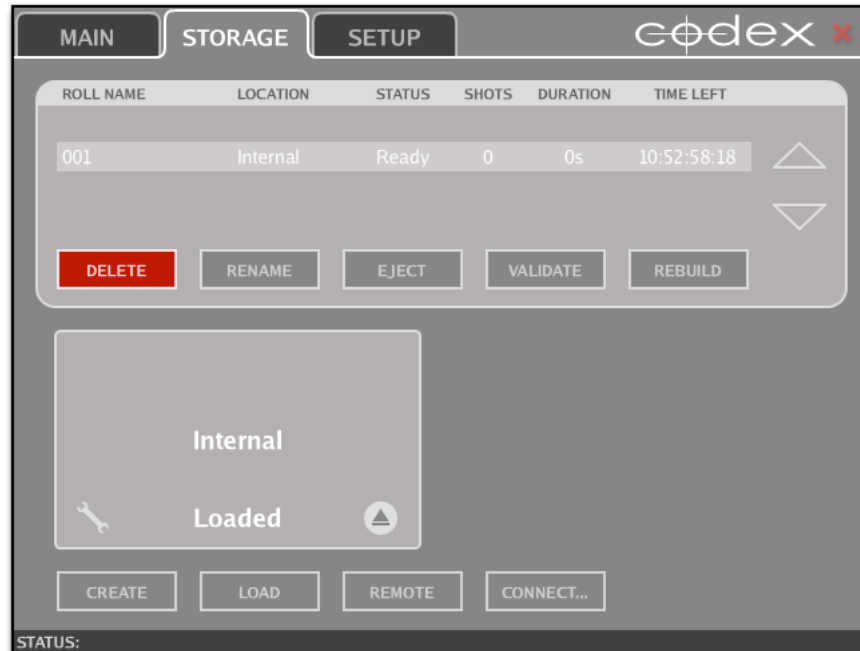 MAIN STORAGE SETUP codex
ROLL NAME LOCATION STATUS SHOTS DURATION TIME LEFT
001 Internal Ready 0 0s 10:52:58:18
DELETE RENAME EJECT VALIDATE REBUILD
Internal
Loaded
CREATE LOAD REMOTE CONNECT...
STATUS: